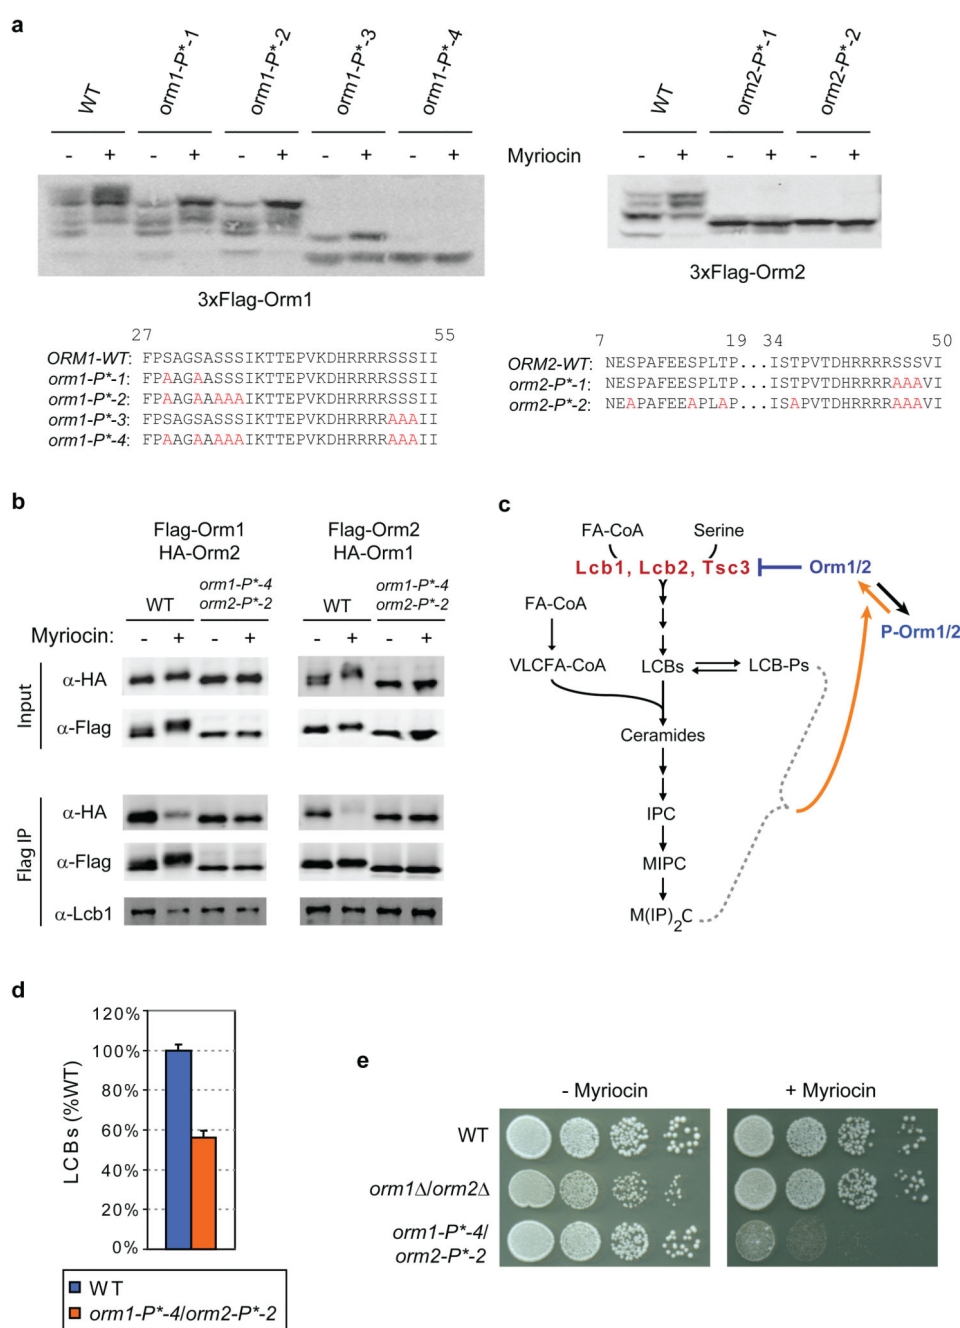 a
WT
orm1-P*-1
orm1-P*-2
orm1-P*-3
orm1-P*-4
- + - + - + - + - +
3xFlag-Orm1
WT
orm2-P*-1
orm2-P*-2
Myriocin - + - + - +
3xFlag-Orm2
27 55
ORM1-WT: FPSAGSASSSIKTTEPVKDHRRRRSSSII
orm1-P*-1: FPAAGAASSSIKTTEPVKDHRRRRSSSII
orm1-P*-2: FPAAGAAAAAIKTTEPVKDHRRRRSSSII
orm1-P*-3: FPSAGSASSSIKTTEPVKDHRRRRAAAII
orm1-P*-4: FPAAGAAAAAIKTTEPVKDHRRRRAAAII
7 19 34 50
ORM2-WT: NESPAFEESPLTP...ISTPVTDHRRRRSSSVI
orm2-P*-1: NESPAFEESPLTP...ISTPVTDHRRRRAAAVI
orm2-P*-2: NEAPAFEEAPLAP...ISAPVTDHRRRRAAAVI
b
Flag-Orm1
HA-Orm2
WT
orm1-P*-4
orm2-P*-2
Flag-Orm2
HA-Orm1
WT
orm1-P*-4
orm2-P*-2
Myriocin: - + - + - + - +
Input
α-HA
α-Flag
Flag IP
α-HA
α-Flag
α-Lcb1
c
FA-CoA Serine
Lcb1, Lcb2, Tsc3
Orm1/2
P-Orm1/2
FA-CoA
VLCFA-CoA
LCBs
LCB-Ps
Ceramides
IPC
MIPC
M(IP)2C
d
LCBs (%WT)
120%
100%
80%
60%
40%
20%
0%
WT
orm1-P*-4/orm2-P*-2
e
- Myriocin
+ Myriocin
WT
orm1Δ/orm2Δ
orm1-P*-4/
orm2-P*-2